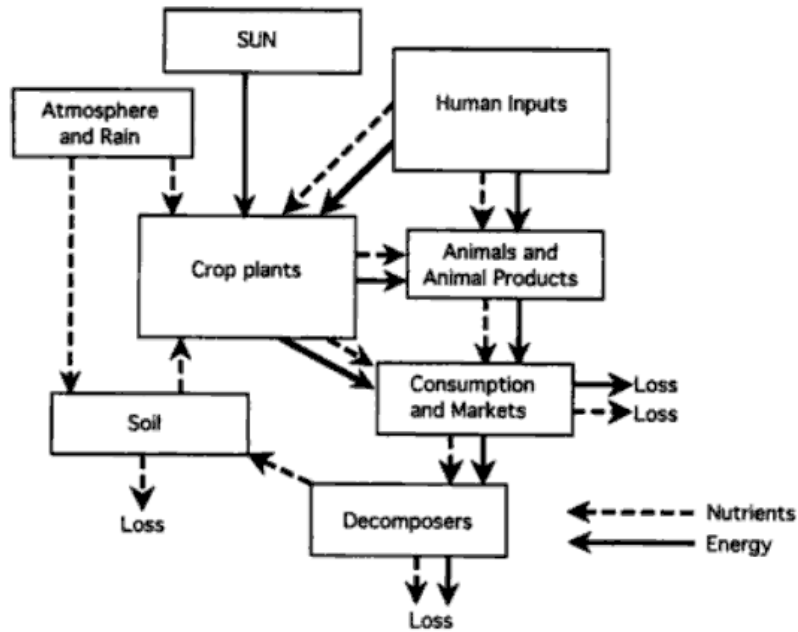 SUN
Human Inputs
Atmosphere
and Rain
Crop plants
Animals and
Animal Products
Consumption
and Markets
Loss
Loss
Soil
Loss
Decomposers
Nutrients
Energy
Loss